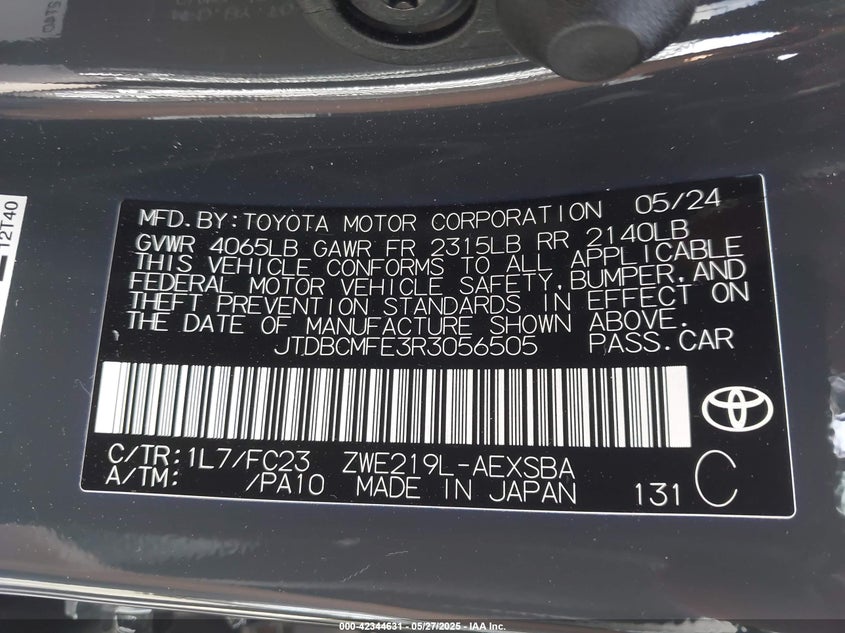 12T40
MFD.BY:TOYOTA MOTOR CORPORATION 05/24
GVWR 4065LB GAWR FR 2315LB RR 2140LB
THIS VEHICLE CONFORMS TO ALL APPLICABLE
FEDERAL MOTOR VEHICLE SAFETY,BUMPER,AND
THEFT PREVENTION STANDARDS IN EFFECT ON
THE DATE OF MANUFACTURE SHOWN ABOVE.
JTDBCMFE3R3056505 PASS.CAR
C/TR:1L7/FC23 ZWE219L-AEXSBA
A/TM: /PA10 MADE IN JAPAN 131 C
000-42344631 - 05/27/2025 - IAA Inc.